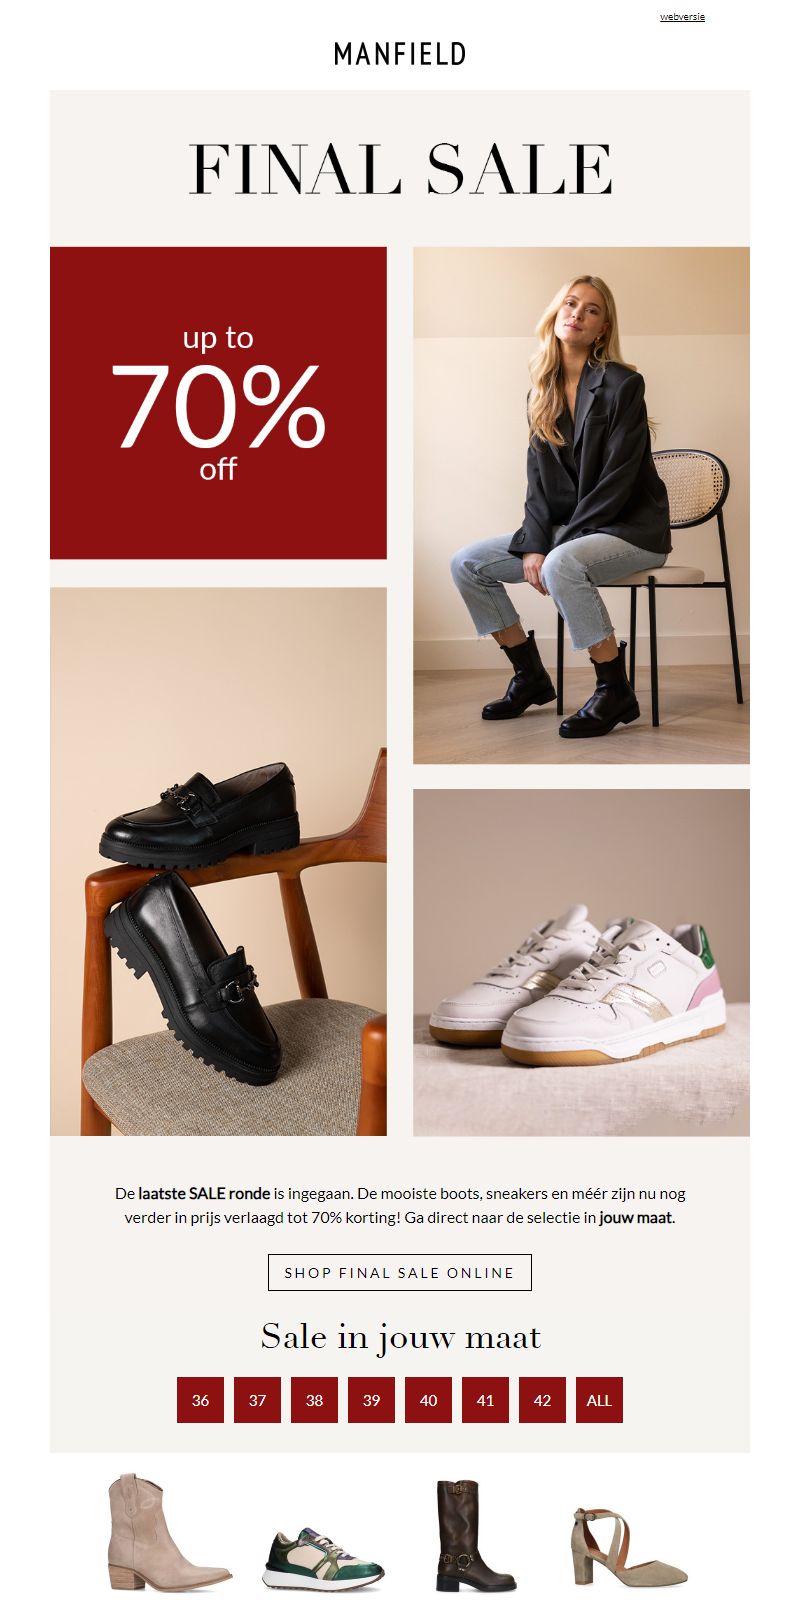 webversie
MANFIELD
FINAL SALE
up to
70%
off
De laatste SALE ronde is ingegaan. De mooiste boots, sneakers en méér zijn nu nog
verder in prijs verlaagd tot 70% korting! Ga direct naar de selectie in jouw maat.
SHOP FINAL SALE ONLINE
Sale in jouw maat
36 37 38 39 40 41 42 ALL